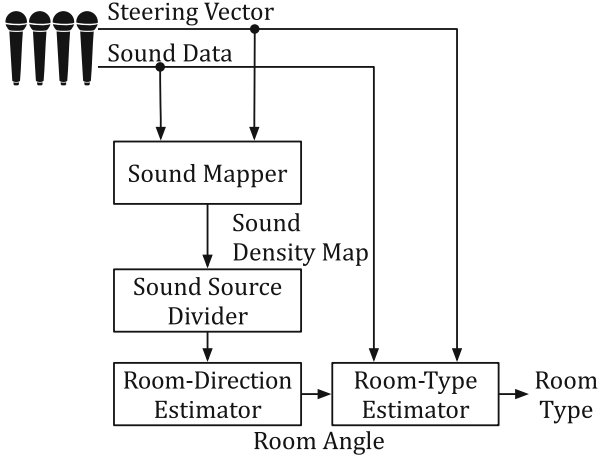 Steering Vector
Sound Data
Sound Mapper
Sound
Density Map
Sound Source
Divider
Room-Direction
Estimator
Room-Type
Estimator
Room
Type
Room Angle